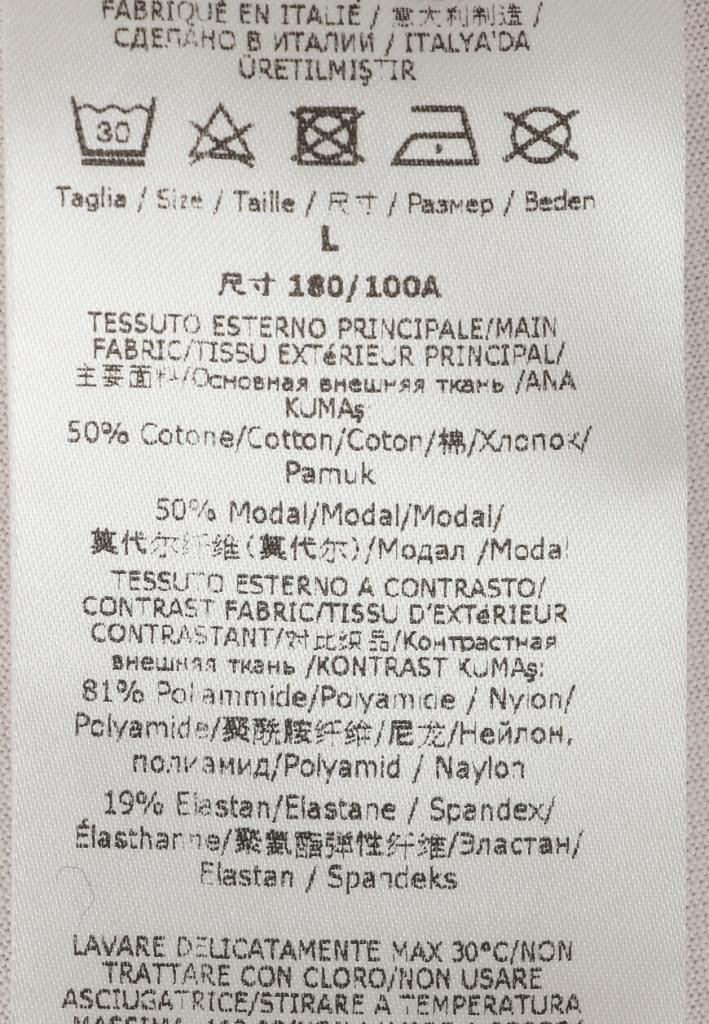 FABRIQUÉ EN ITALIE / 意大利制造 /
СДЕЛАНО В ИТАЛИИ / ITALYA'DA
ÜRETILMIŞTIR
30
Taglia / Size / Taille / 尺寸 / Размер / Beden
L
尺寸 180/100A
TESSUTO ESTERNO PRINCIPALE/MAIN
FABRIC/TISSU EXTéRIEUR PRINCIPAL/
主要面料/Основная внешняя ткань /ANA
KUMAş
50% Cotone/Cotton/Coton/棉/Хлопок/
Pamuk
50% Modal/Modal/Modal/
莫代尔纤维(莫代尔)/Модал /Modal
TESSUTO ESTERNO A CONTRASTO/
CONTRAST FABRIC/TISSU D'EXTéRIEUR
CONTRASTANT/对比织品/Контрастная
внешняя ткань /KONTRAST KUMAş:
81% Poliammide/Polyamide / Nylon/
Polyamide/聚酰胺纤维/尼龙/Нейлон,
полиамид/Polyamid / Naylon
19% Elastan/Elastane / Spandex/
Élasthanne/聚氨酯弹性纤维/Эластан/
Elastan / Spandeks
LAVARE DELICATAMENTE MAX 30°C/NON
TRATTARE CON CLORO/NON USARE
ASCIUGATRICE/STIRARE A TEMPERATURA